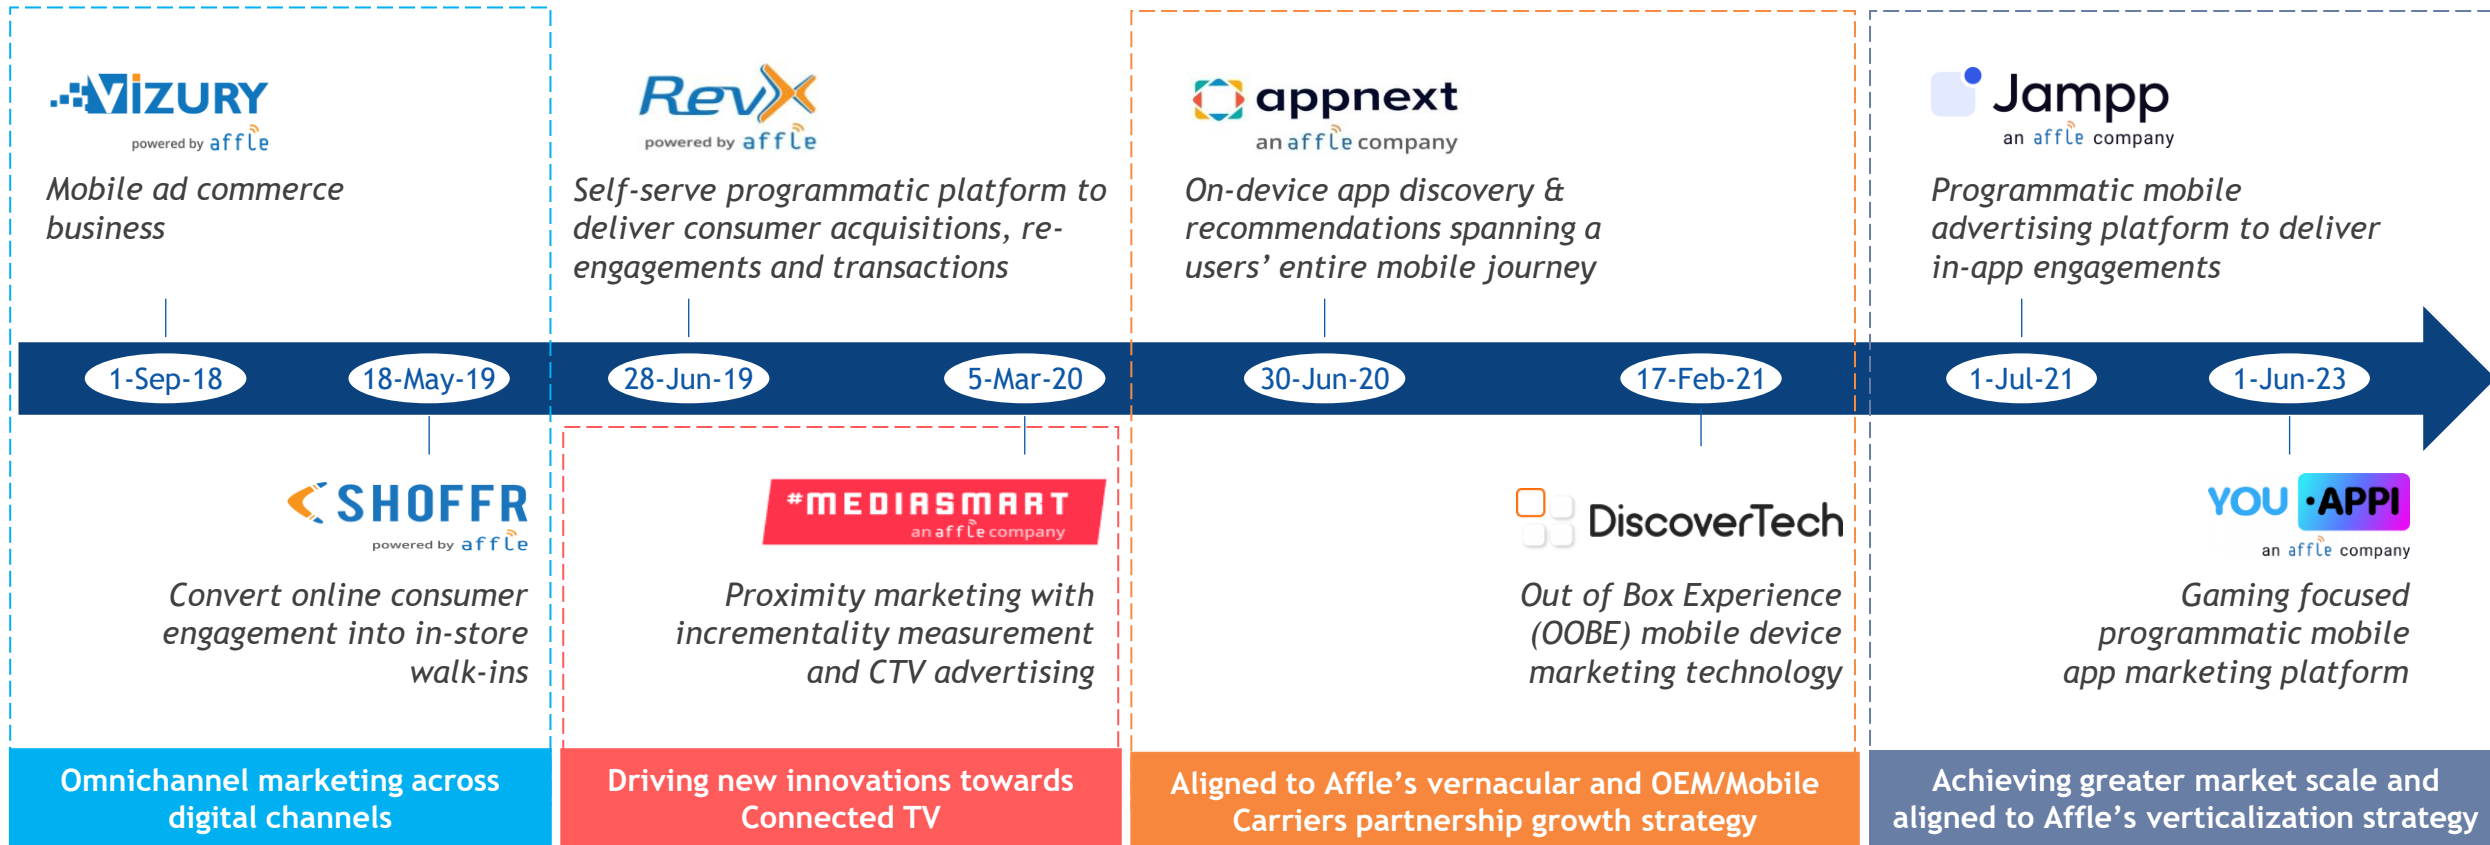 VIZURY
powered by affle
Mobile ad commerce
business
RevX
powered by affle
Self-serve programmatic platform to
deliver consumer acquisitions, re-
engagements and transactions
appnext
an affle company
On-device app discovery &
recommendations spanning a
users’ entire mobile journey
Jampp
an affle company
Programmatic mobile
advertising platform to deliver
in-app engagements
1-Sep-18
18-May-19
28-Jun-19
5-Mar-20
30-Jun-20
17-Feb-21
1-Jul-21
1-Jun-23
SHOFFR
powered by affle
Convert online consumer
engagement into in-store
walk-ins
#MEDIASMART
an affle company
Proximity marketing with
incrementality measurement
and CTV advertising
DiscoverTech
Out of Box Experience
(OOBE) mobile device
marketing technology
YOU•APPI
an affle company
Gaming focused
programmatic mobile
app marketing platform
Omnichannel marketing across
digital channels
Driving new innovations towards
Connected TV
Aligned to Affle’s vernacular and OEM/Mobile
Carriers partnership growth strategy
Achieving greater market scale and
aligned to Affle’s verticalization strategy